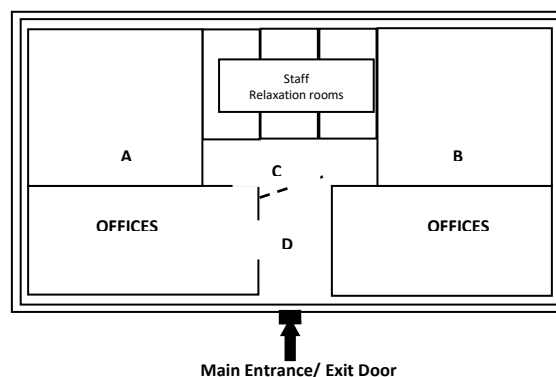 Staff
Relaxation rooms
A
B
C
OFFICES
OFFICES
D
Main Entrance/ Exit Door